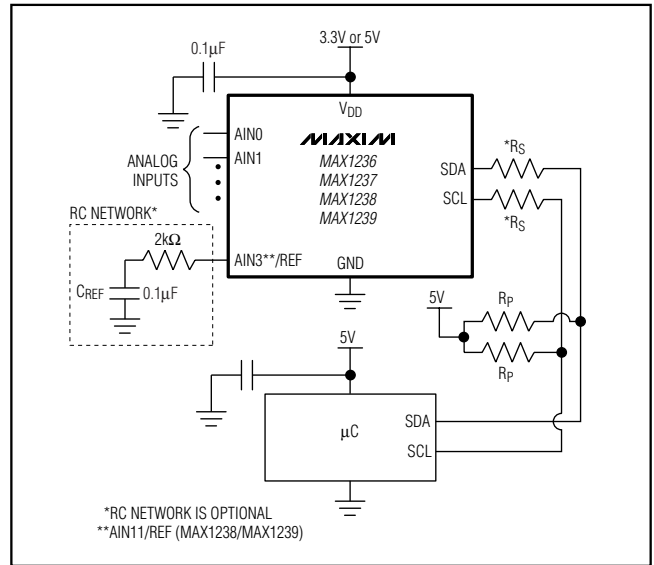 3.3V or 5V
0.1µF
VDD
AIN0
AIN1
ANALOG
INPUTS
MAXIM
MAX1236
MAX1237
MAX1238
MAX1239
SDA
SCL
*RS
*RS
RC NETWORK*
2kΩ
CREF
0.1µF
AIN3**/REF
GND
5V
RP
RP
5V
µC
SDA
SCL
*RC NETWORK IS OPTIONAL
**AIN11/REF (MAX1238/MAX1239)